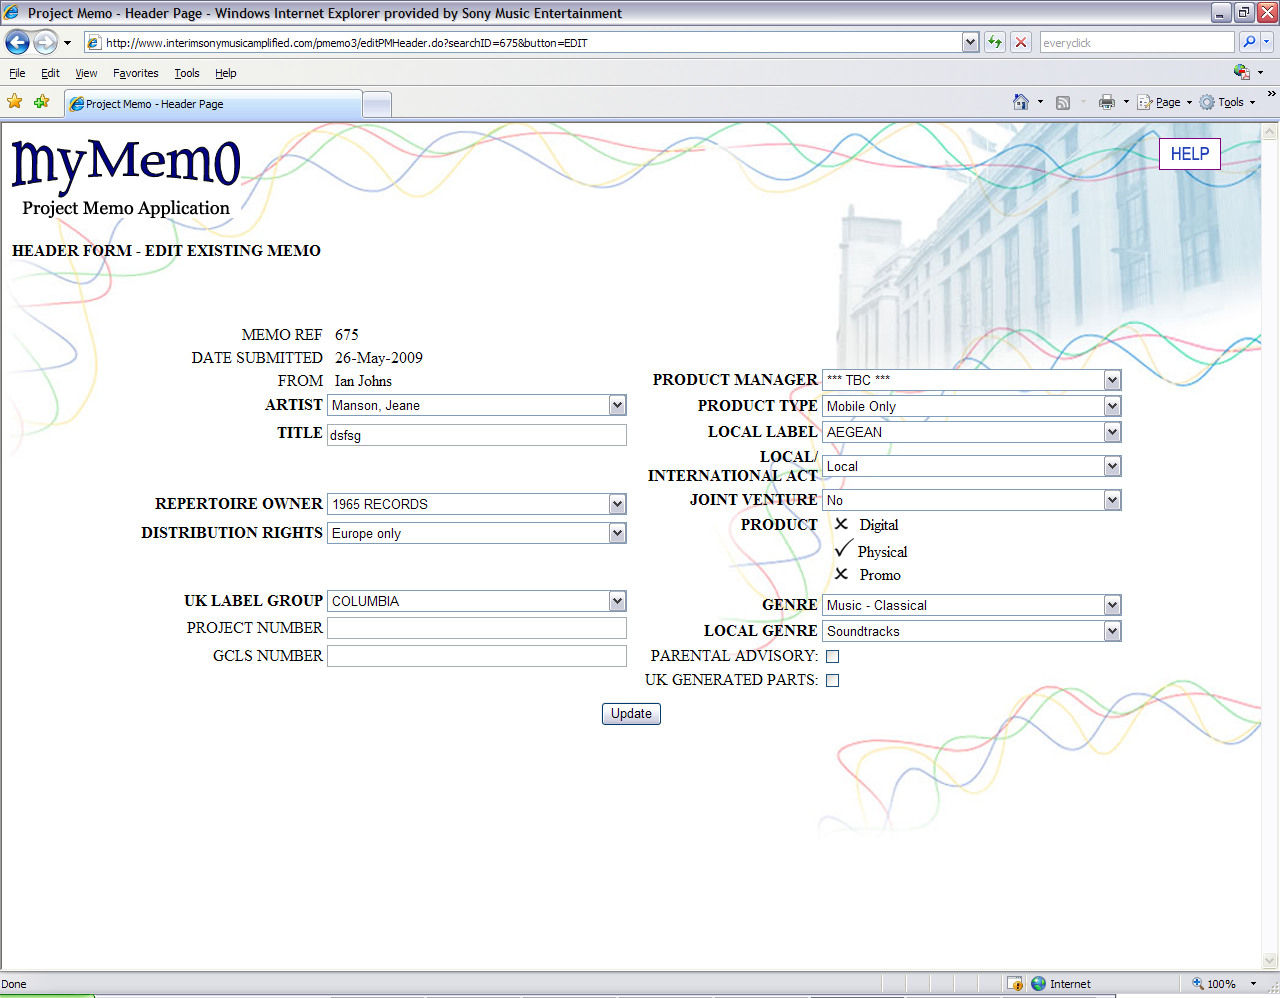 Project Memo - Header Page - Windows Internet Explorer provided by Sony Music Entertainment
http://www.interimsonymusicamplified.com/pmemo3/editPMHeader.do?searchID=675&button=EDIT
everyclick
File Edit View Favorites Tools Help
Project Memo - Header Page
Page Tools
myMemo
Project Memo Application
HELP
HEADER FORM - EDIT EXISTING MEMO
MEMO REF 675
DATE SUBMITTED 26-May-2009
FROM Ian Johns
ARTIST Manson, Jeane
TITLE dsfsg
REPERTOIRE OWNER 1965 RECORDS
DISTRIBUTION RIGHTS Europe only
UK LABEL GROUP COLUMBIA
PROJECT NUMBER
GCLS NUMBER
PRODUCT MANAGER *** TBC ***
PRODUCT TYPE Mobile Only
LOCAL LABEL AEGEAN
LOCAL/
INTERNATIONAL ACT Local
JOINT VENTURE No
PRODUCT Digital
Physical
Promo
GENRE Music - Classical
LOCAL GENRE Soundtracks
PARENTAL ADVISORY:
UK GENERATED PARTS:
Update
Done
Internet
100%